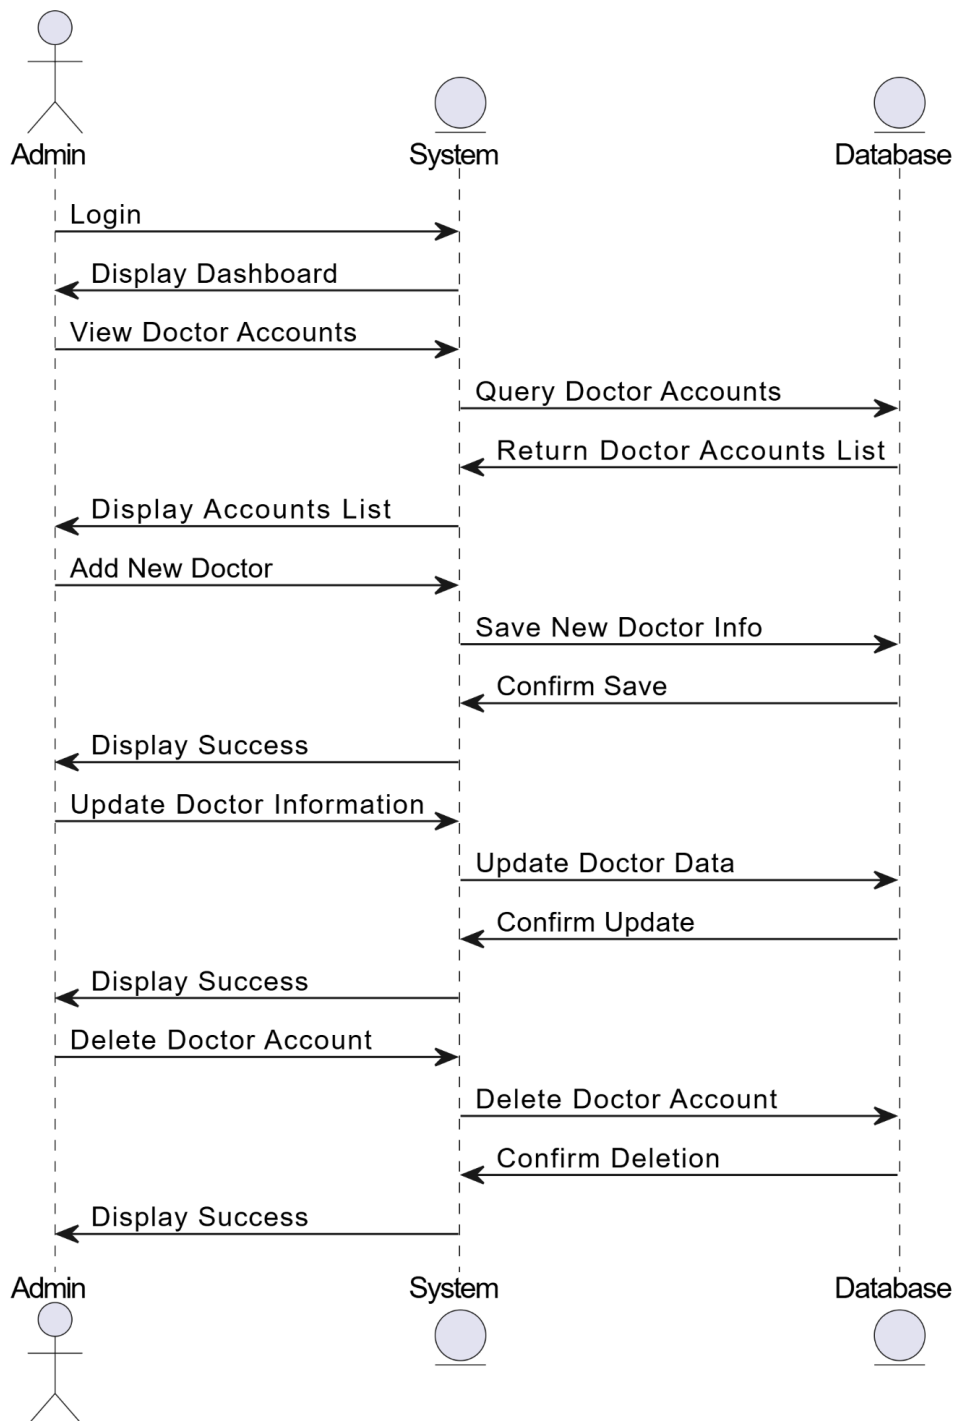 Admin
System
Database
Login
Display Dashboard
View Doctor Accounts
Query Doctor Accounts
Return Doctor Accounts List
Display Accounts List
Add New Doctor
Save New Doctor Info
Confirm Save
Display Success
Update Doctor Information
Update Doctor Data
Confirm Update
Display Success
Delete Doctor Account
Delete Doctor Account
Confirm Deletion
Display Success
Admin
System
Database